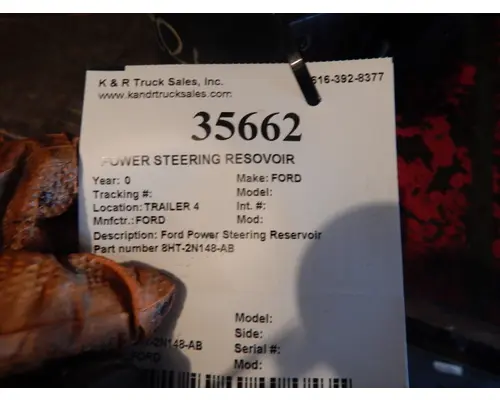 K & R Truck Sales, Inc. 616-392-8377
www.kandrtrucksales.com
35662
POWER STEERING RESOVOIR
Year: 0 Make: FORD
Tracking #: Model:
Location: TRAILER 4 Int. #:
Mnfctr.: FORD Mod:
Description: Ford Power Steering Reservoir
Part number 8HT-2N148-AB
Model:
Side:
-2N148-AB Serial #:
FORD Mod: